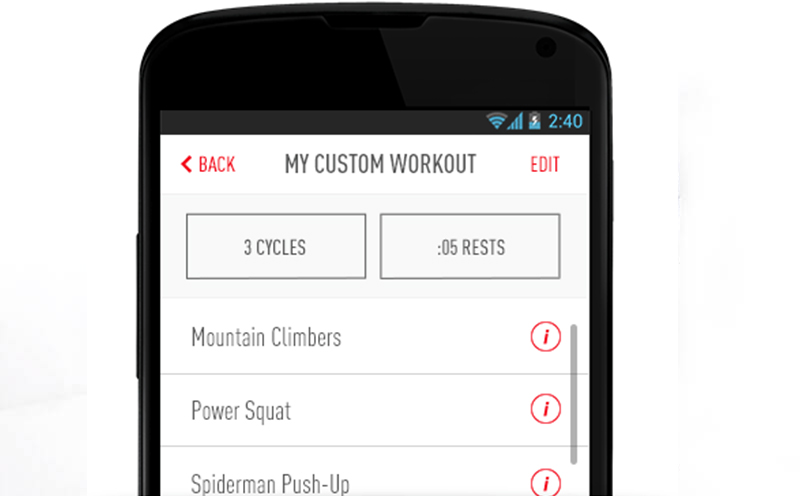 2:40
BACK MY CUSTOM WORKOUT EDIT
3 CYCLES :05 RESTS
Mountain Climbers i
Power Squat i
Spiderman Push-Up i